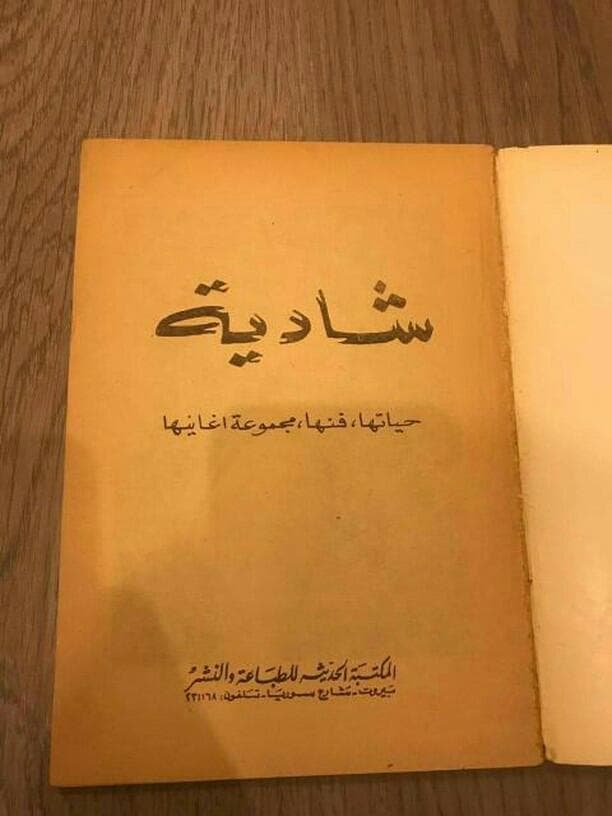 شادية
حياتها، فنها، مجموعة اغانيها
المكتبة الحديثة للطباعة والنشر
بيروت - شارع سوريا - تلفون: ٢٣١١٦٨